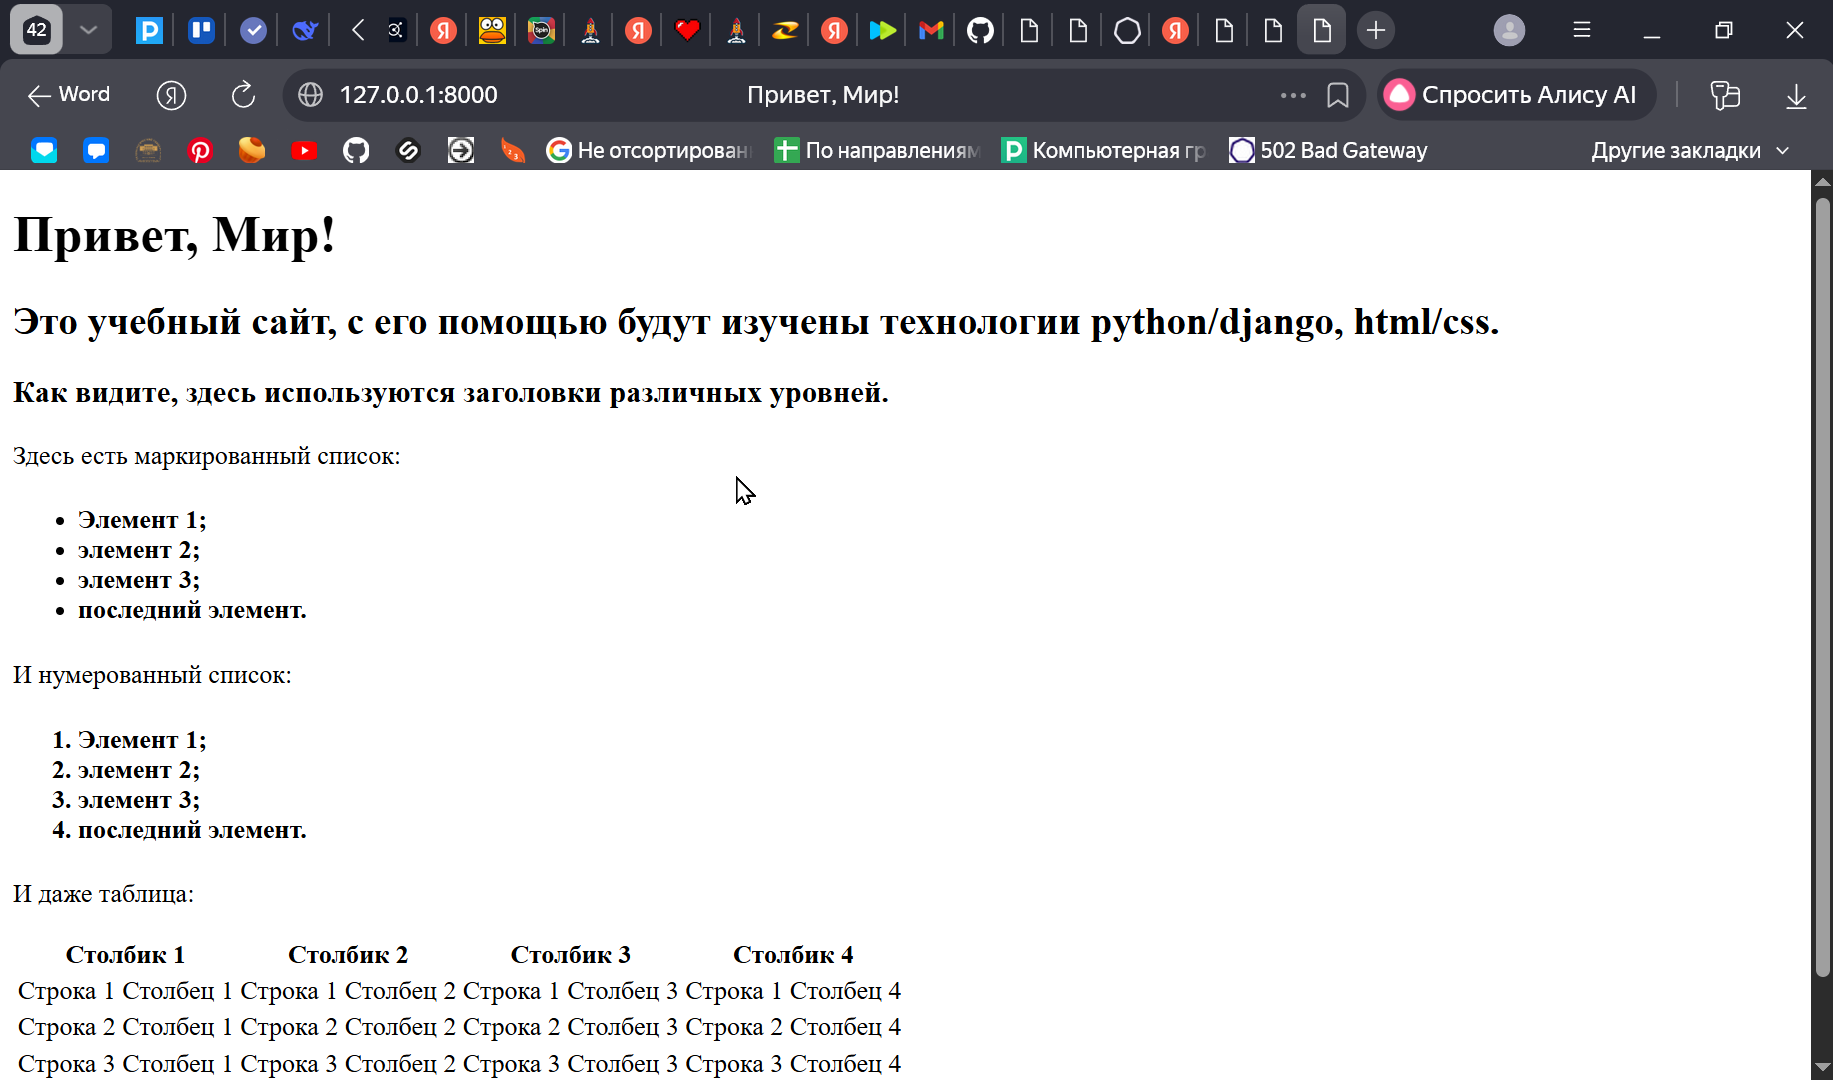 42
Word
127.0.0.1:8000
Привет, Мир!
Спросить Алису AI
Не отсортирован
По направлениям
Компьютерная гр
502 Bad Gateway
Другие закладки
Привет, Мир!
Это учебный сайт, с его помощью будут изучены технологии python/django, html/css.
Как видите, здесь используются заголовки различных уровней.
Здесь есть маркированный список:
• Элемент 1;
• элемент 2;
• элемент 3;
• последний элемент.
И нумерованный список:
1. Элемент 1;
2. элемент 2;
3. элемент 3;
4. последний элемент.
И даже таблица:
Столбик 1 Столбик 2 Столбик 3 Столбик 4
Строка 1 Столбец 1 Строка 1 Столбец 2 Строка 1 Столбец 3 Строка 1 Столбец 4
Строка 2 Столбец 1 Строка 2 Столбец 2 Строка 2 Столбец 3 Строка 2 Столбец 4
Строка 3 Столбец 1 Строка 3 Столбец 2 Строка 3 Столбец 3 Строка 3 Столбец 4